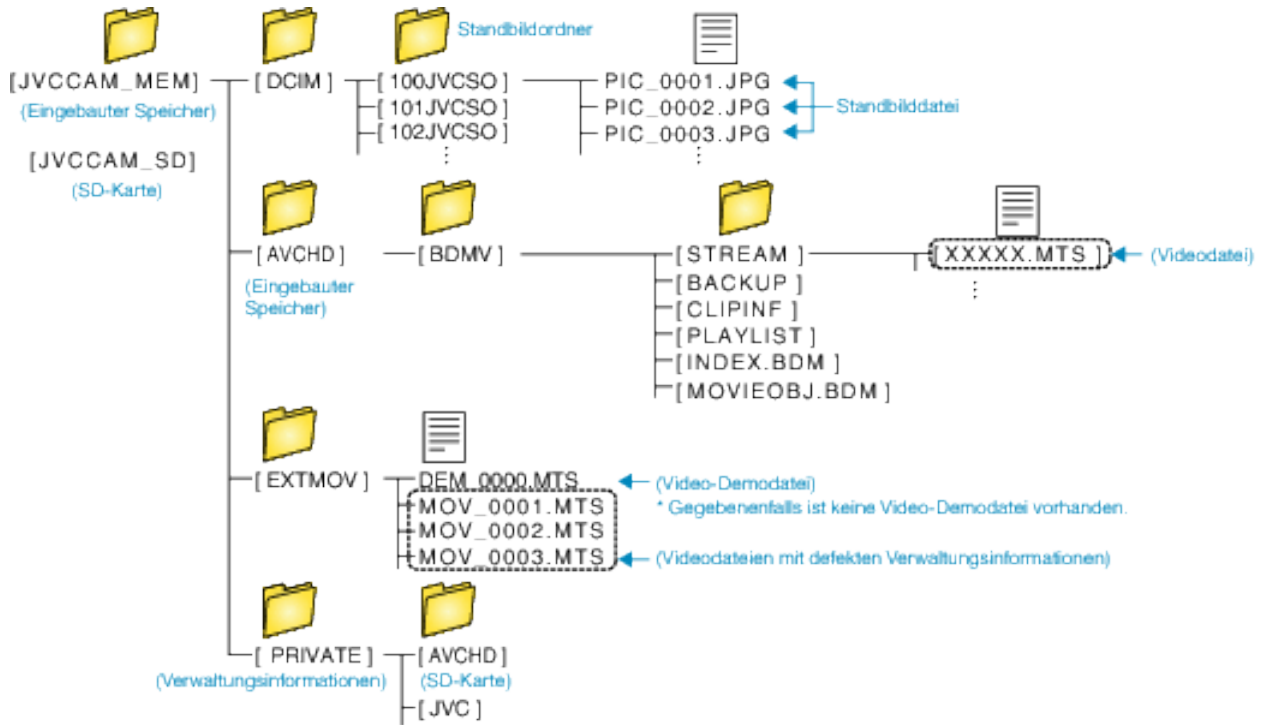 Standbildordner
[JVCCAM_MEM] [DCIM] [100JVCSO] PIC_0001.JPG
(Eingebauter Speicher) [101JVCSO] PIC_0002.JPG Standbilddatei
[102JVCSO] PIC_0003.JPG
[JVCCAM_SD]
(SD-Karte)
[AVCHD] [BDMV] [STREAM] [XXXXX.MTS] (Videodatei)
(Eingebauter
Speicher)
[BACKUP]
[CLIPINF]
[PLAYLIST]
[INDEX.BDM]
[MOVIEOBJ.BDM]
[EXTMOV] DEM_0000.MTS (Video-Demodatei)
MOV_0001.MTS * Gegebenenfalls ist keine Video-Demodatei vorhanden.
MOV_0002.MTS
MOV_0003.MTS (Videodateien mit defekten Verwaltungsinformationen)
[PRIVATE] [AVCHD]
(Verwaltungsinformationen) (SD-Karte)
[JVC]